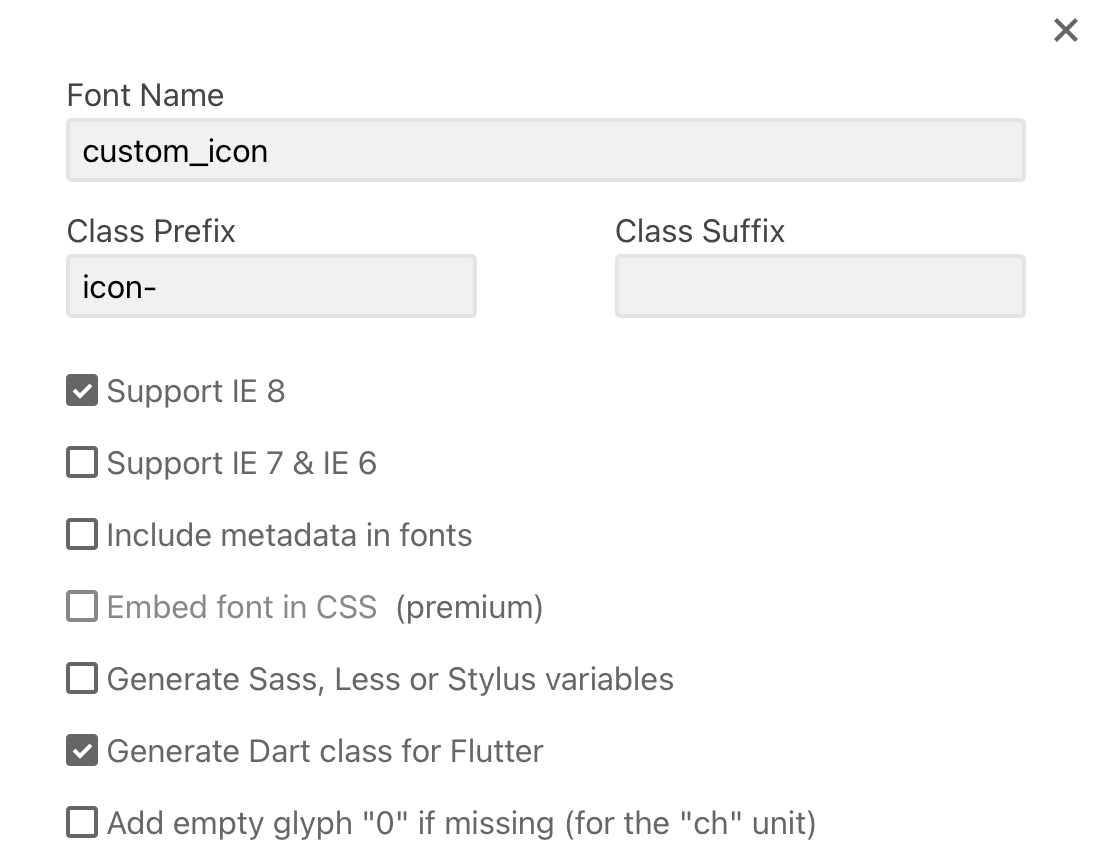 Font Name
custom_icon
Class Prefix Class Suffix
icon-
Support IE 8
Support IE 7 & IE 6
Include metadata in fonts
Embed font in CSS (premium)
Generate Sass, Less or Stylus variables
Generate Dart class for Flutter
Add empty glyph "0" if missing (for the "ch" unit)